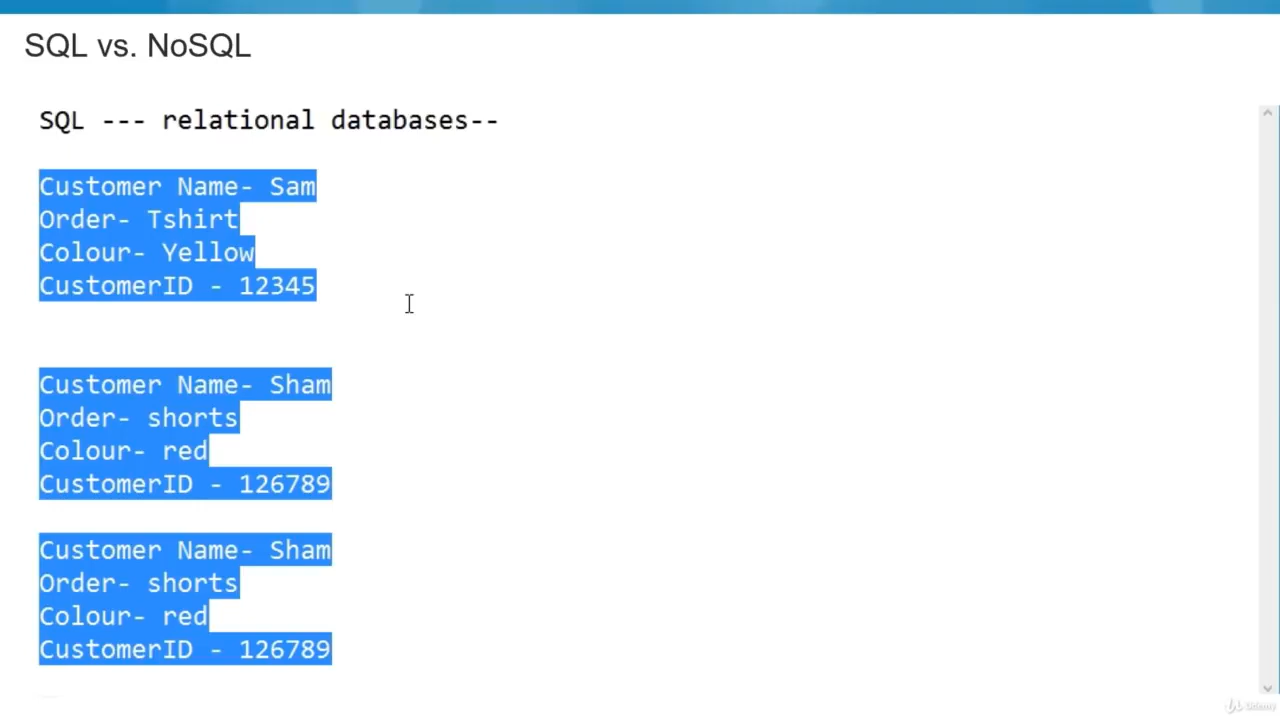 SQL vs. NoSQL
SQL --- relational databases--
Customer Name- Sam
Order- Tshirt
Colour- Yellow
CustomerID - 12345
Customer Name- Sham
Order- shorts
Colour- red
CustomerID - 126789
Customer Name- Sham
Order- shorts
Colour- red
CustomerID - 126789
Udemy